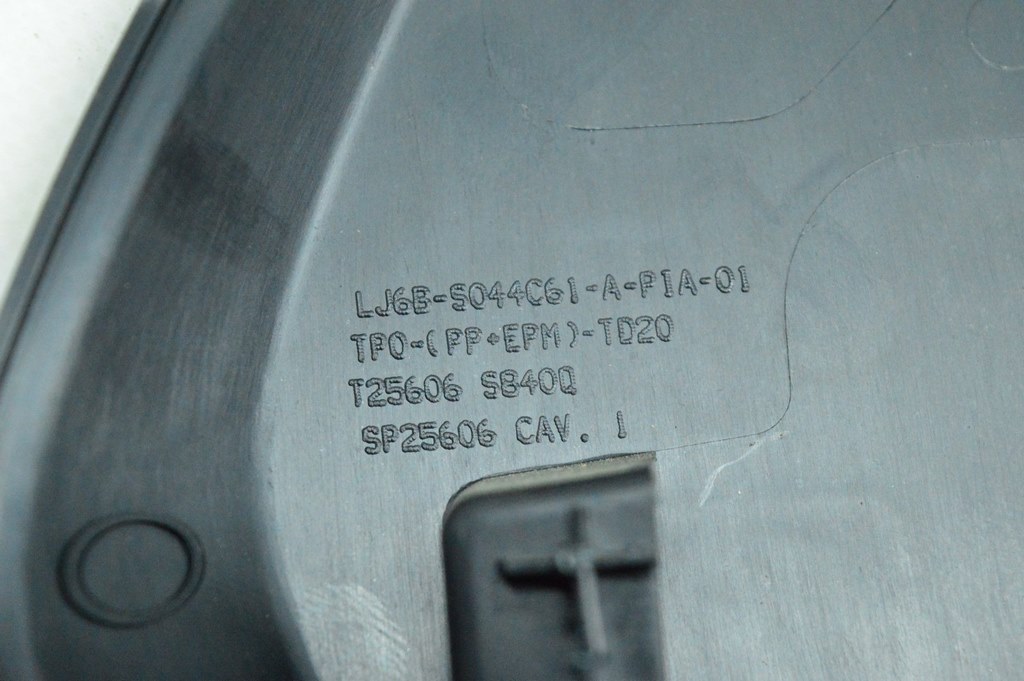 LJ6B-S044C61-A-PIA-01
TPO-(PP+EPM)-TD20
T25606 SB40Q
SP25606 CAV. 1